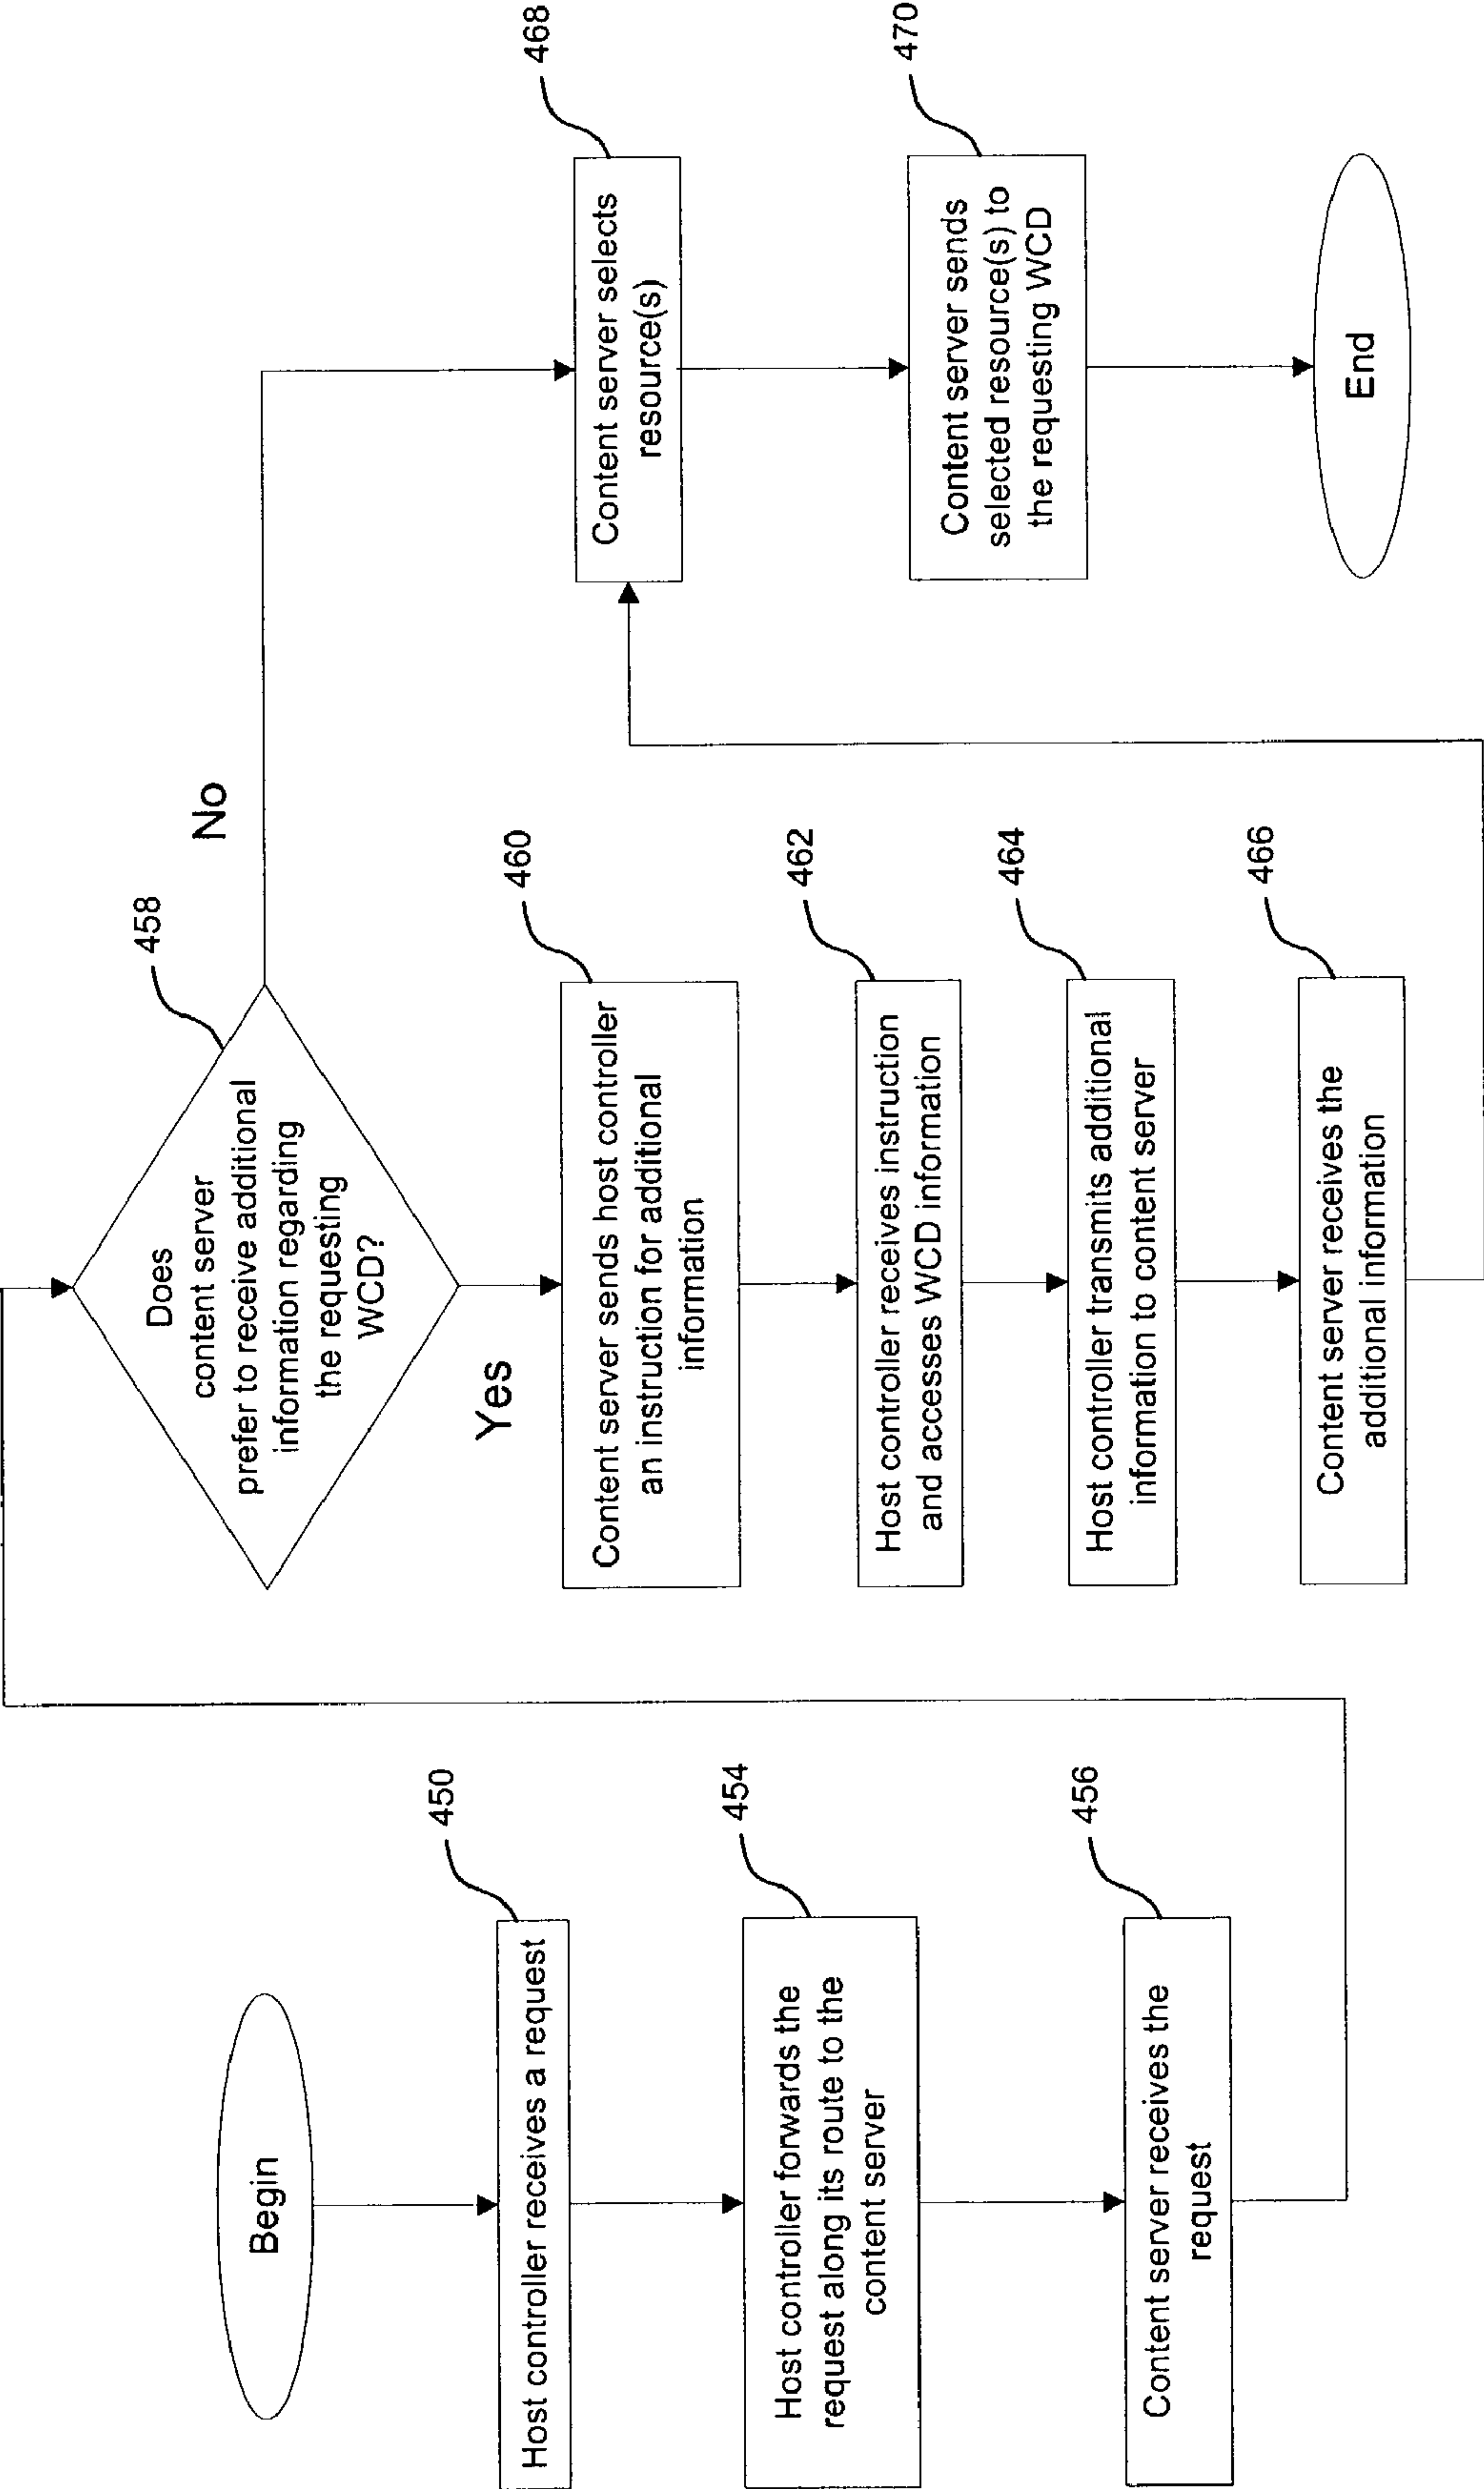 Begin
450
Host controller receives a request
454
Host controller forwards the
request along its route to the
content server
456
Content server receives the
request
458
Does
content server
prefer to receive additional
information regarding
the requesting
WCD?
No
Yes
460
Content server sends host controller
an instruction for additional
information
462
Host controller receives instruction
and accesses WCD information
464
Host controller transmits additional
information to content server
466
Content server receives the
additional information
468
Content server selects
resource(s)
470
Content server sends
selected resource(s) to
the requesting WCD
End